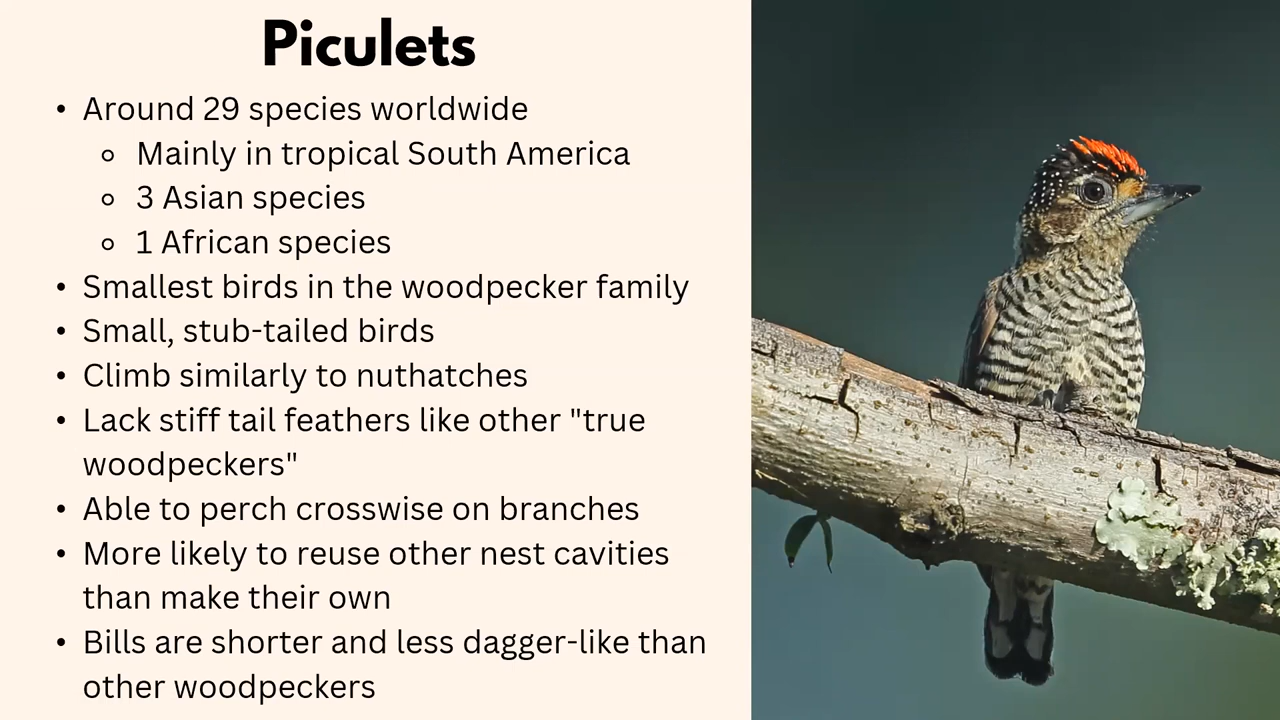 Piculets
• Around 29 species worldwide
◦ Mainly in tropical South America
◦ 3 Asian species
◦ 1 African species
• Smallest birds in the woodpecker family
• Small, stub-tailed birds
• Climb similarly to nuthatches
• Lack stiff tail feathers like other "true
woodpeckers"
• Able to perch crosswise on branches
• More likely to reuse other nest cavities
than make their own
• Bills are shorter and less dagger-like than
other woodpeckers